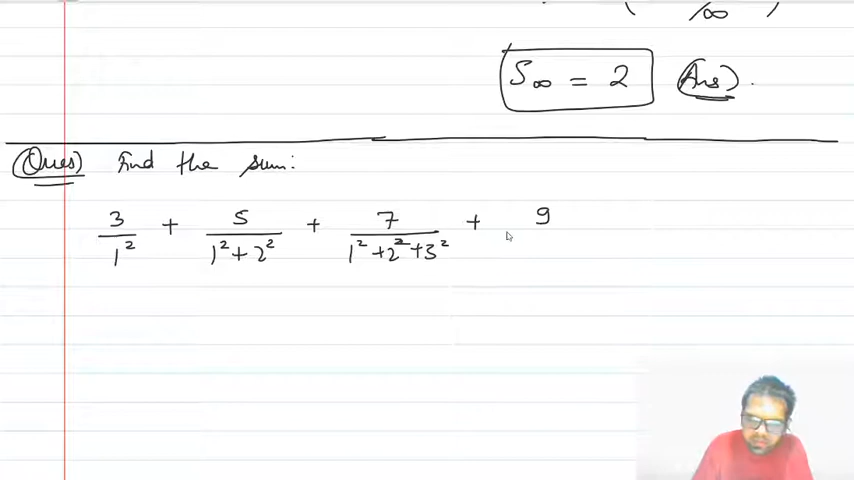 ( /∞ )
S∞ = 2 (Ans).
(Ques) Find the sum:
3/1² + 5/(1²+2²) + 7/(1²+2²+3²) + 9